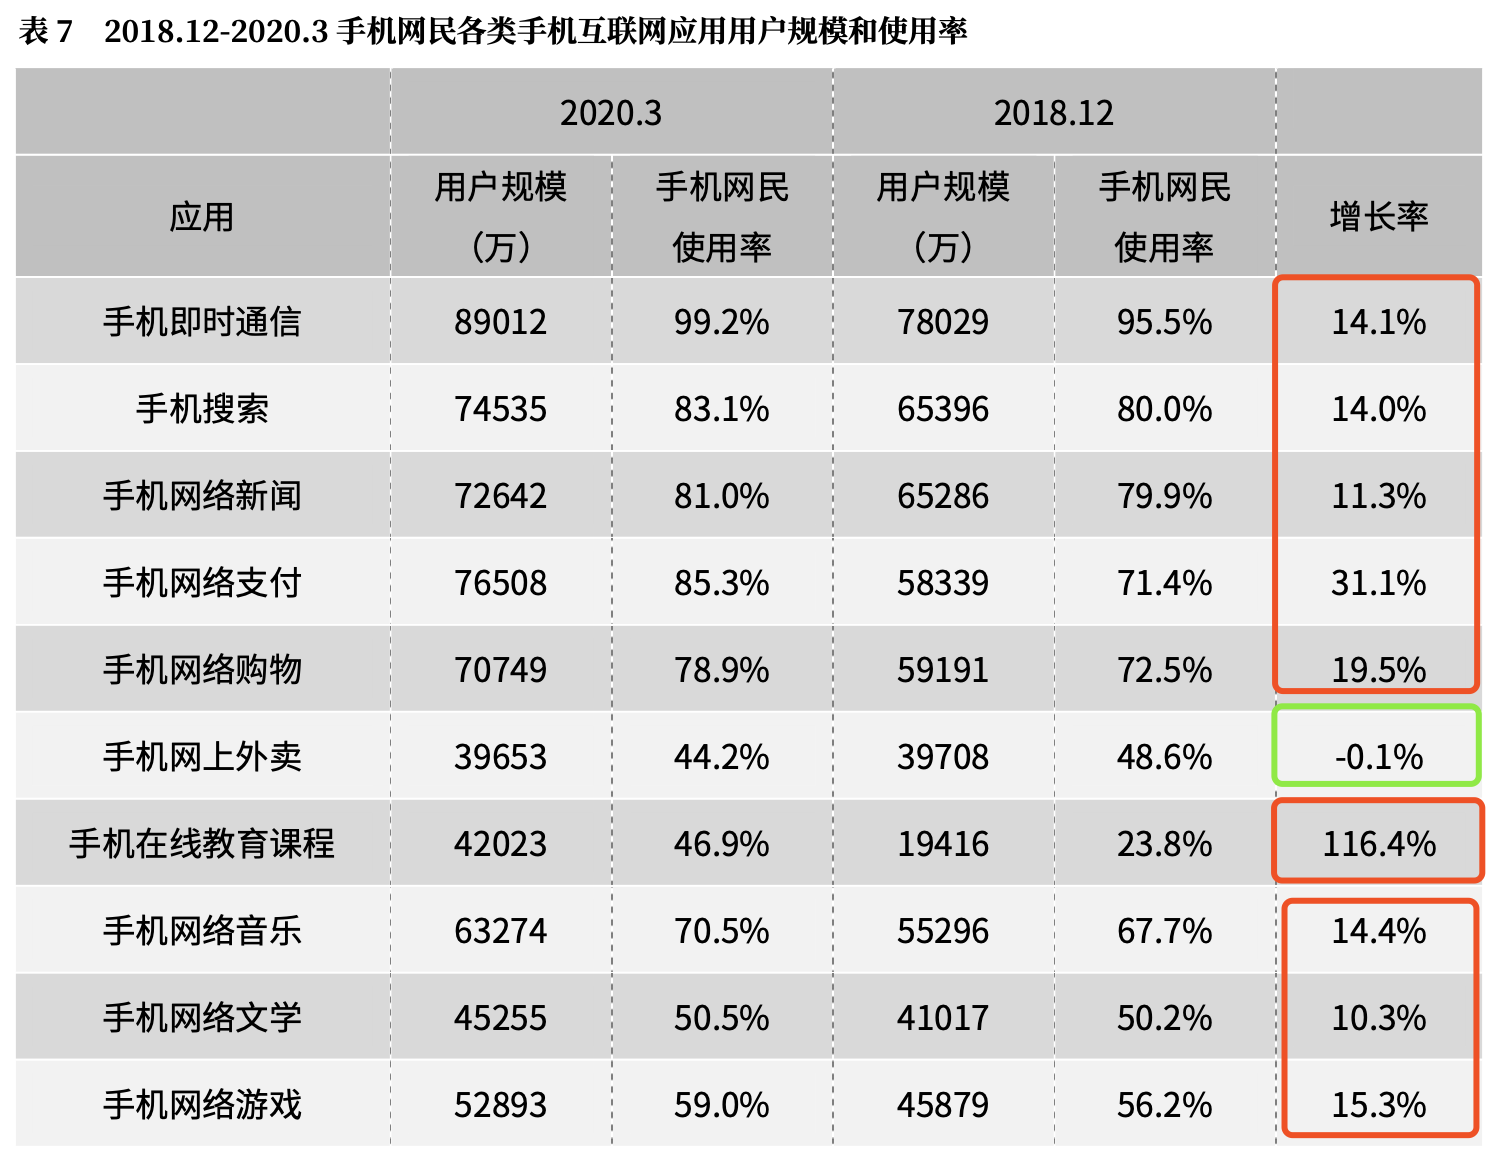 表 7 2018.12-2020.3 手机网民各类手机互联网应用用户规模和使用率
2020.3 2018.12
应用 用户规模（万） 手机网民使用率 用户规模（万） 手机网民使用率 增长率
手机即时通信 89012 99.2% 78029 95.5% 14.1%
手机搜索 74535 83.1% 65396 80.0% 14.0%
手机网络新闻 72642 81.0% 65286 79.9% 11.3%
手机网络支付 76508 85.3% 58339 71.4% 31.1%
手机网络购物 70749 78.9% 59191 72.5% 19.5%
手机网上外卖 39653 44.2% 39708 48.6% -0.1%
手机在线教育课程 42023 46.9% 19416 23.8% 116.4%
手机网络音乐 63274 70.5% 55296 67.7% 14.4%
手机网络文学 45255 50.5% 41017 50.2% 10.3%
手机网络游戏 52893 59.0% 45879 56.2% 15.3%